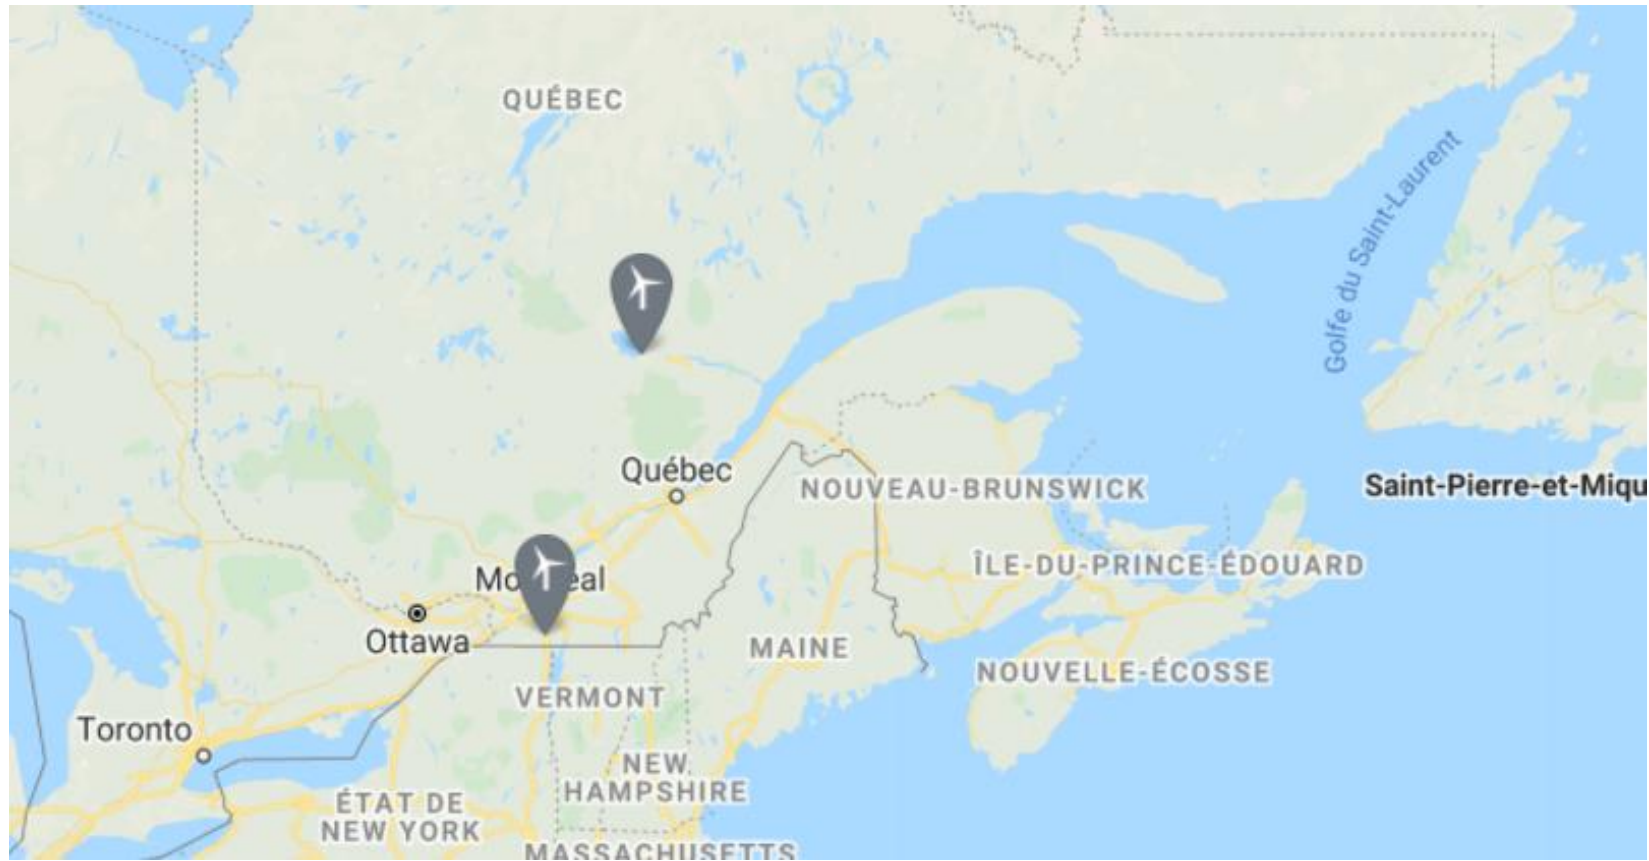 QUÉBEC
Golfe du Saint-Laurent
Québec
NOUVEAU-BRUNSWICK
Saint-Pierre-et-Miqu
ÎLE-DU-PRINCE-ÉDOUARD
Ottawa
MAINE
NOUVELLE-ÉCOSSE
VERMONT
Toronto
NEW
HAMPSHIRE
ÉTAT DE
NEW YORK
MASSACHUSETTS